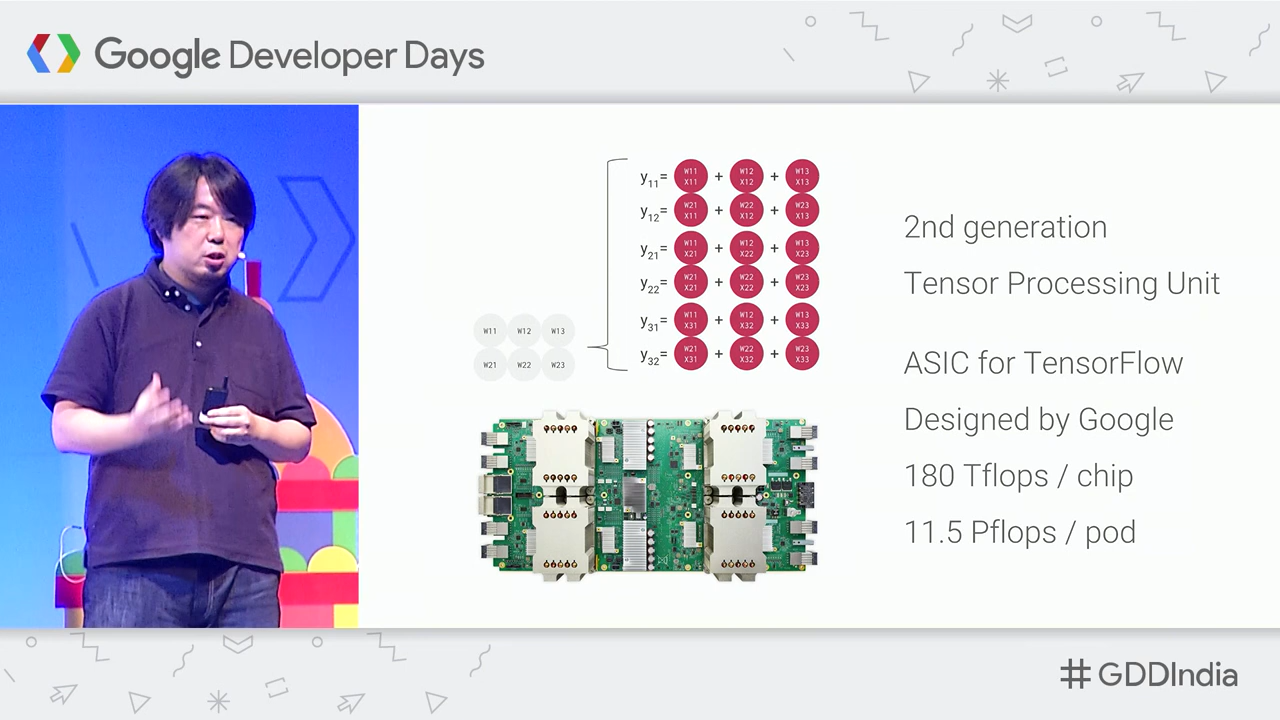 Google Developer Days
y11= W11 X11 + W12 X12 + W13 X13
y12= W21 X11 + W22 X12 + W23 X13
y21= W11 X21 + W12 X22 + W13 X23
y22= W21 X21 + W22 X22 + W23 X23
y31= W11 X31 + W12 X32 + W13 X33
y32= W21 X31 + W22 X32 + W23 X33
W11 W12 W13
W21 W22 W23
2nd generation
Tensor Processing Unit
ASIC for TensorFlow
Designed by Google
180 Tflops / chip
11.5 Pflops / pod
#GDDIndia